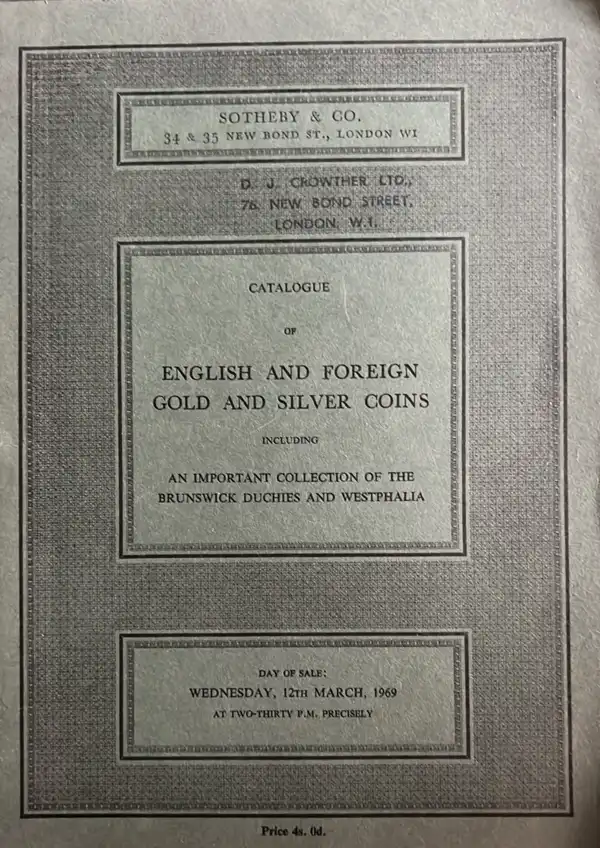 SOTHEBY & CO.
34 & 35 NEW BOND ST., LONDON W1
D. J. CROWTHER LTD.,
76, NEW BOND STREET,
LONDON, W.1.
CATALOGUE
OF
ENGLISH AND FOREIGN
GOLD AND SILVER COINS
INCLUDING
AN IMPORTANT COLLECTION OF THE
BRUNSWICK DUCHIES AND WESTPHALIA
DAY OF SALE:
WEDNESDAY, 12TH MARCH, 1969
AT TWO-THIRTY P.M. PRECISELY
Price 4s. 0d.